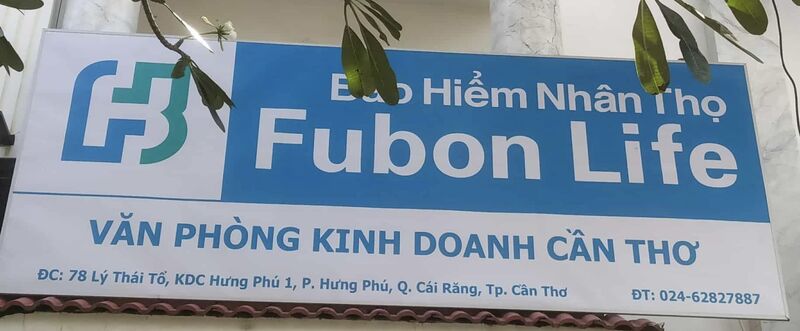 Bảo Hiểm Nhân Thọ
Fubon Life
VĂN PHÒNG KINH DOANH CẦN THƠ
ĐC: 78 Lý Thái Tổ, KDC Hưng Phú 1, P. Hưng Phú, Q. Cái Răng, Tp. Cần Thơ ĐT: 024-62827887